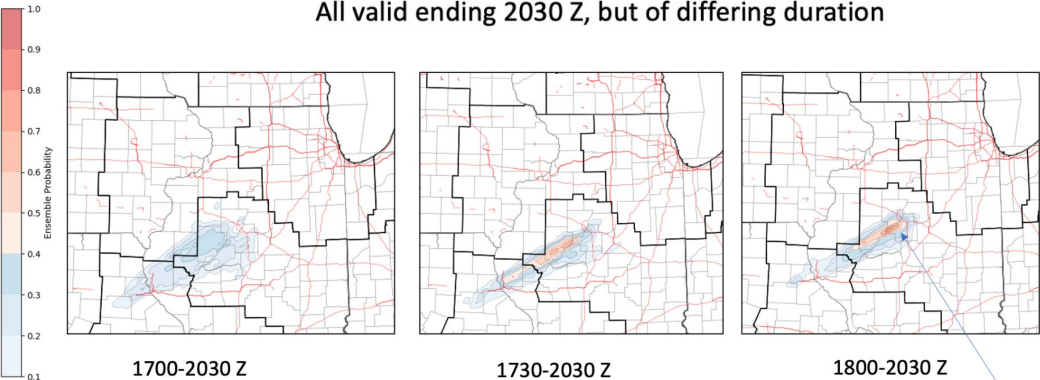 All valid ending 2030 Z, but of differing duration
1.0
0.9
0.8
0.7
0.6
0.5
0.4
0.3
0.2
0.1
Ensemble Probability
1700-2030 Z
1730-2030 Z
1800-2030 Z